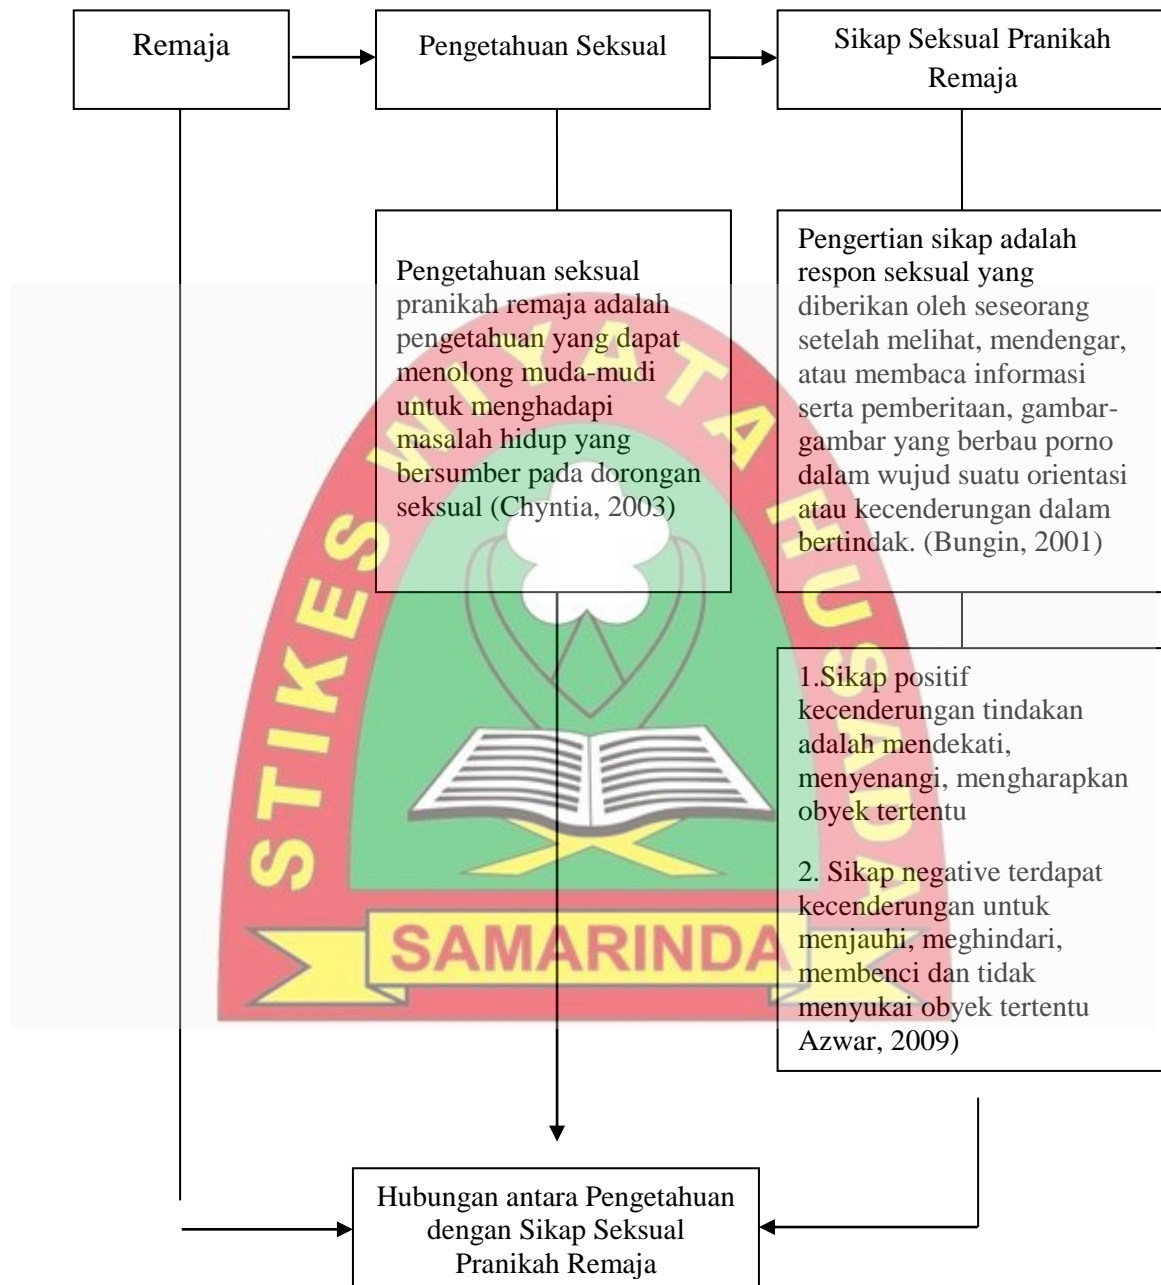 Remaja
Pengetahuan Seksual
Sikap Seksual Pranikah
Remaja
Pengetahuan seksual
pranikah remaja adalah
pengetahuan yang dapat
menolong muda-mudi
untuk menghadapi
masalah hidup yang
bersumber pada dorongan
seksual (Chyntia, 2003)
Pengertian sikap adalah
respon seksual yang
diberikan oleh seseorang
setelah melihat, mendengar,
atau membaca informasi
serta pemberitaan, gambar-
gambar yang berbau porno
dalam wujud suatu orientasi
atau kecenderungan dalam
bertindak. (Bungin, 2001)
1.Sikap positif
kecenderungan tindakan
adalah mendekati,
menyenangi, mengharapkan
obyek tertentu
2. Sikap negative terdapat
kecenderungan untuk
menjauhi, meghindari,
membenci dan tidak
menyukai obyek tertentu
Azwar, 2009)
STIKES WIYATA HUSADA
SAMARINDA
Hubungan antara Pengetahuan
dengan Sikap Seksual
Pranikah Remaja